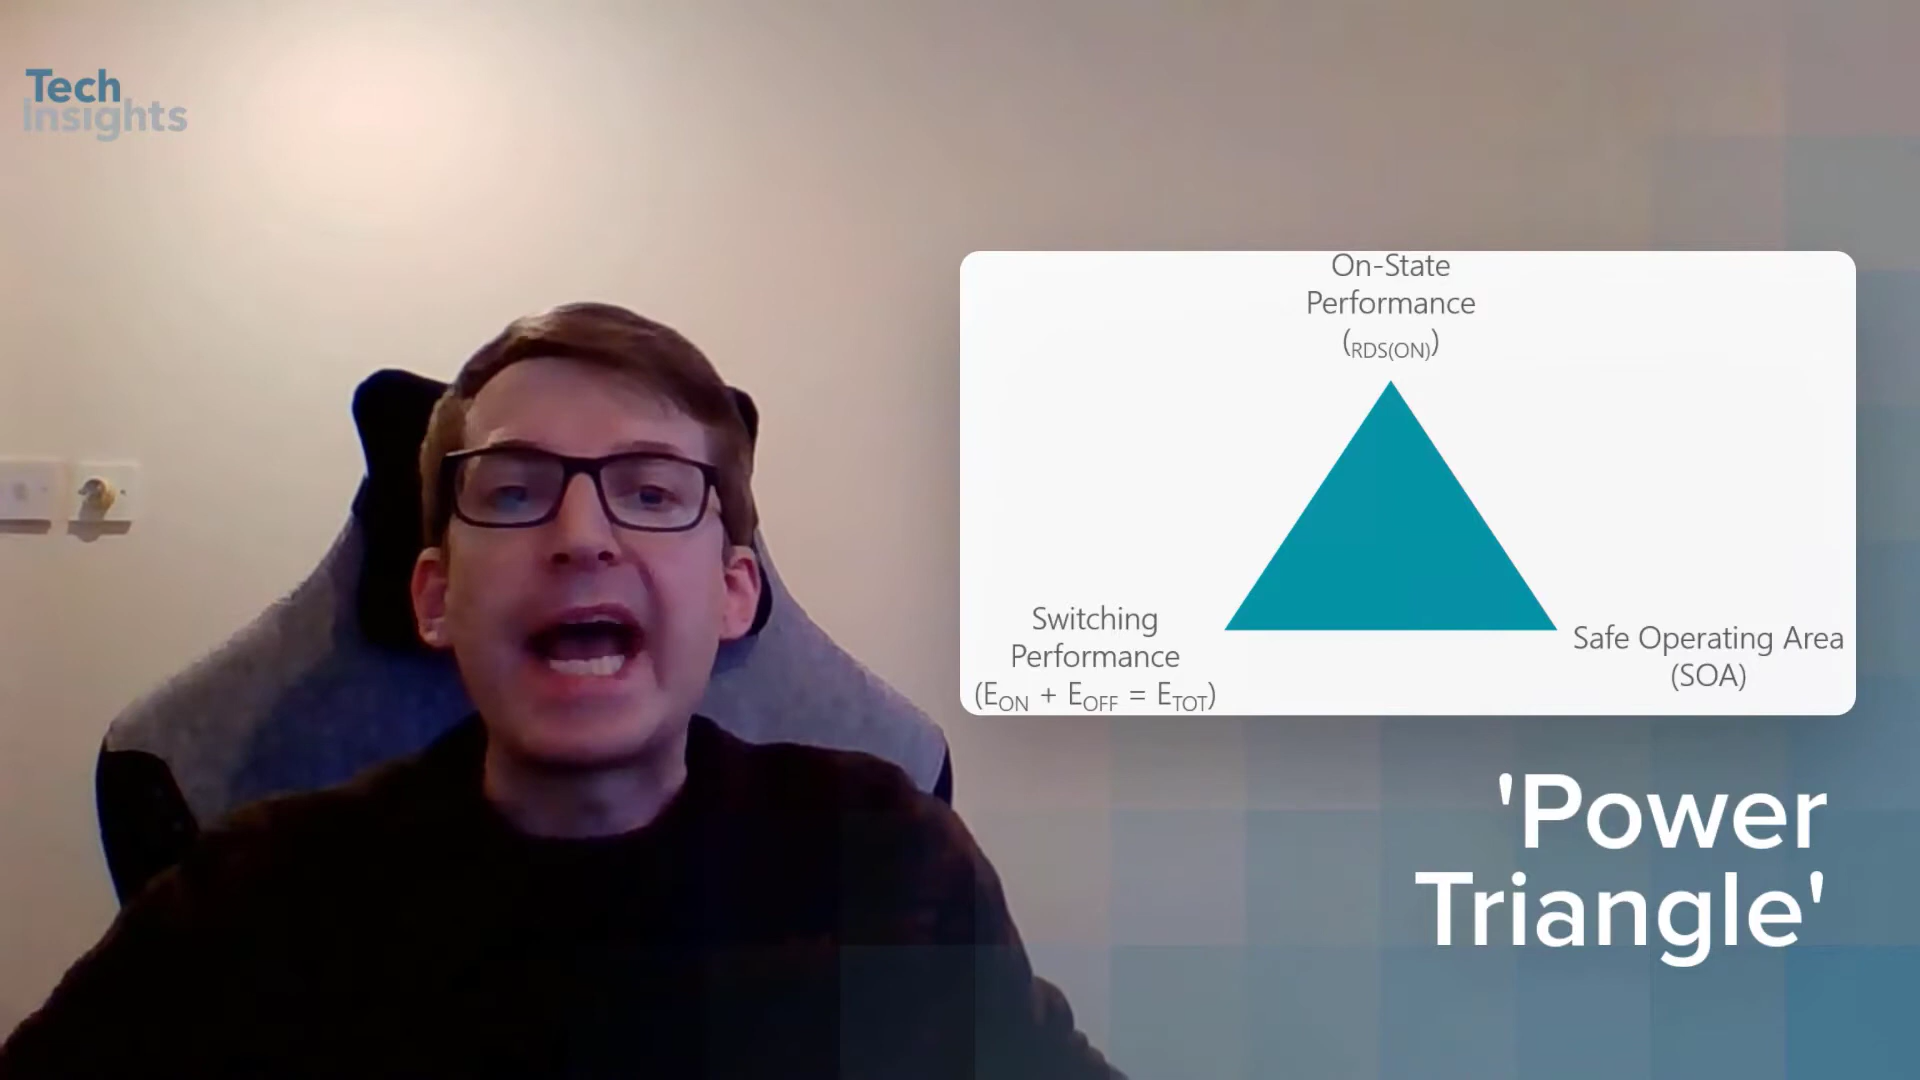 Tech
Insights
On-State
Performance
(RDS(ON))
Switching
Performance
(EON + EOFF = ETOT)
Safe Operating Area
(SOA)
'Power
Triangle'